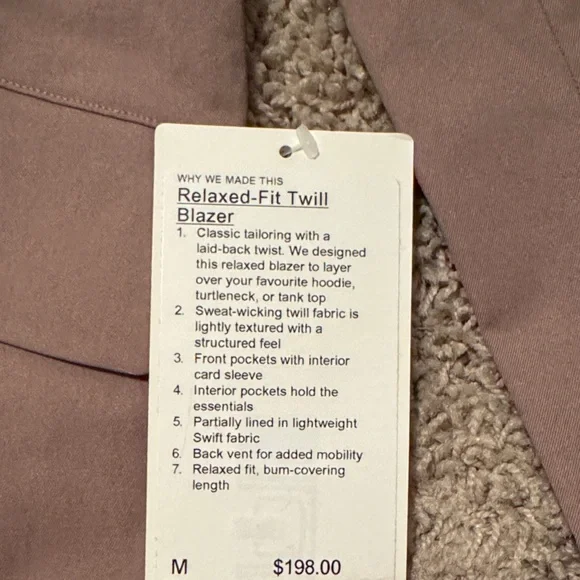 WHY WE MADE THIS
Relaxed-Fit Twill
Blazer
1. Classic tailoring with a
laid-back twist. We designed
this relaxed blazer to layer
over your favourite hoodie,
turtleneck, or tank top
2. Sweat-wicking twill fabric is
lightly textured with a
structured feel
3. Front pockets with interior
card sleeve
4. Interior pockets hold the
essentials
5. Partially lined in lightweight
Swift fabric
6. Back vent for added mobility
7. Relaxed fit, bum-covering
length
M $198.00